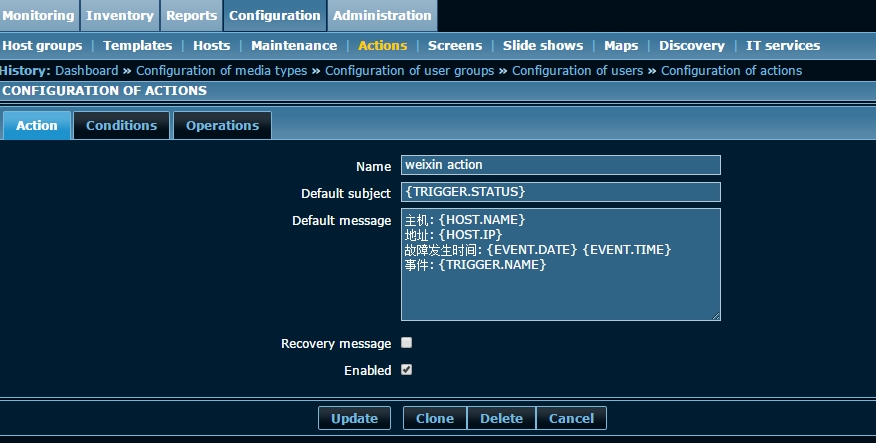 Monitoring Inventory Reports Configuration Administration
Host groups | Templates | Hosts | Maintenance | Actions | Screens | Slide shows | Maps | Discovery | IT services
History: Dashboard » Configuration of media types » Configuration of user groups » Configuration of users » Configuration of actions
CONFIGURATION OF ACTIONS
Action Conditions Operations
Name weixin action
Default subject {TRIGGER.STATUS}
Default message 主机: {HOST.NAME}
地址: {HOST.IP}
故障发生时间: {EVENT.DATE} {EVENT.TIME}
事件: {TRIGGER.NAME}
Recovery message
Enabled
Update Clone Delete Cancel